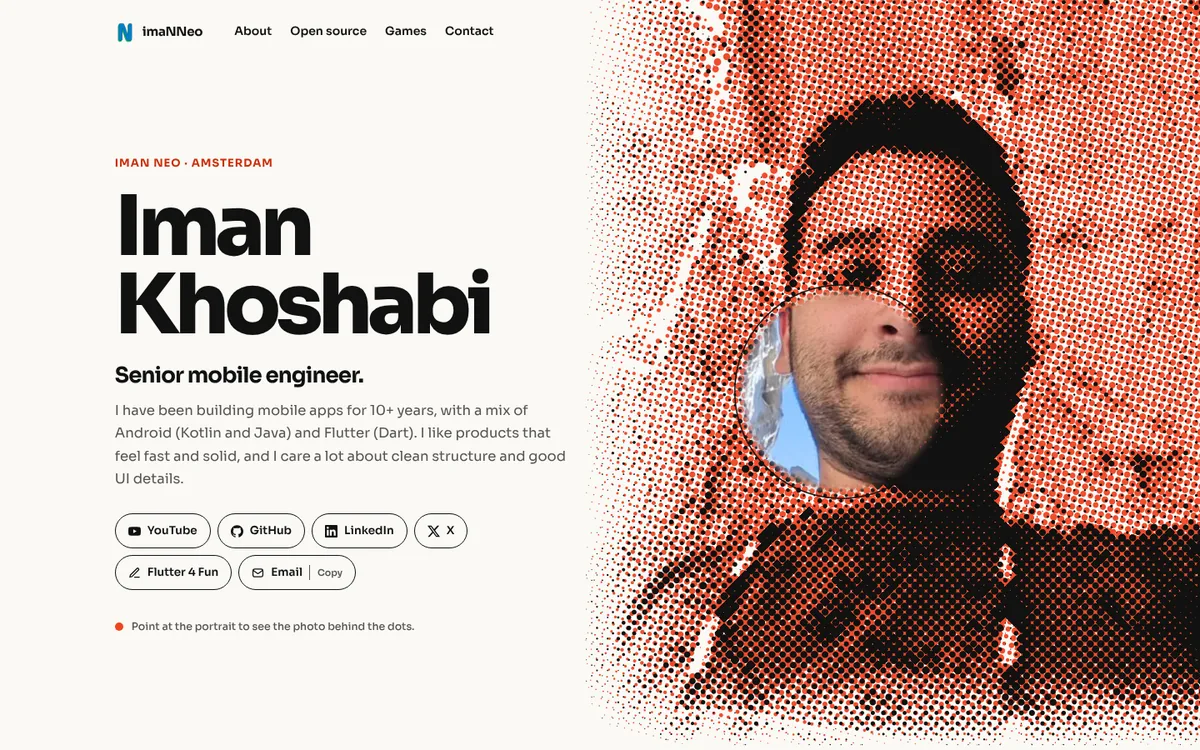 imaNNeo About Open source Games Contact
IMAN NEO · AMSTERDAM
Iman
Khoshabi
Senior mobile engineer.
I have been building mobile apps for 10+ years, with a mix of
Android (Kotlin and Java) and Flutter (Dart). I like products that
feel fast and solid, and I care a lot about clean structure and good
UI details.
YouTube GitHub LinkedIn X
Flutter 4 Fun Email Copy
Point at the portrait to see the photo behind the dots.